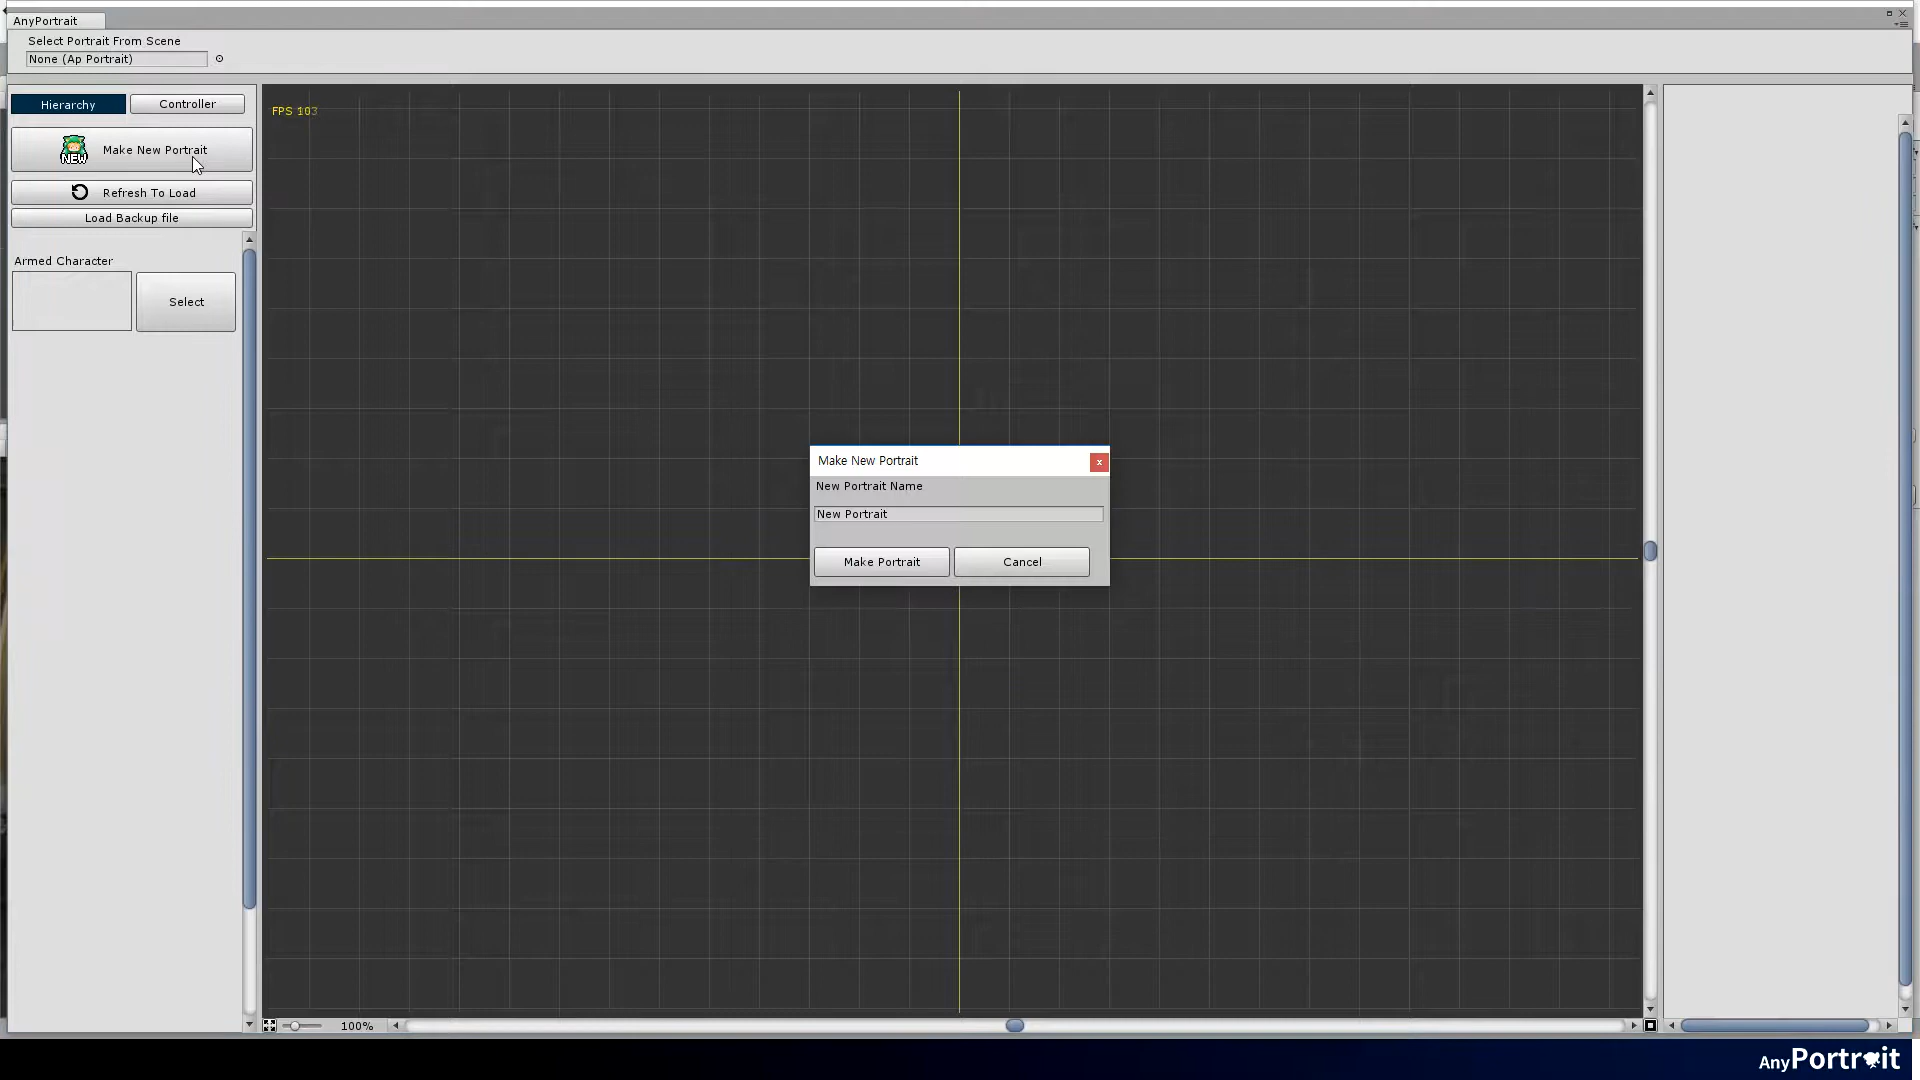 AnyPortrait
Select Portrait From Scene
None (Ap Portrait)
Hierarchy
Controller
FPS 103
NEW
Make New Portrait
Refresh To Load
Load Backup file
Armed Character
Select
Make New Portrait
x
New Portrait Name
New Portrait
Make Portrait
Cancel
100%
AnyPortrait